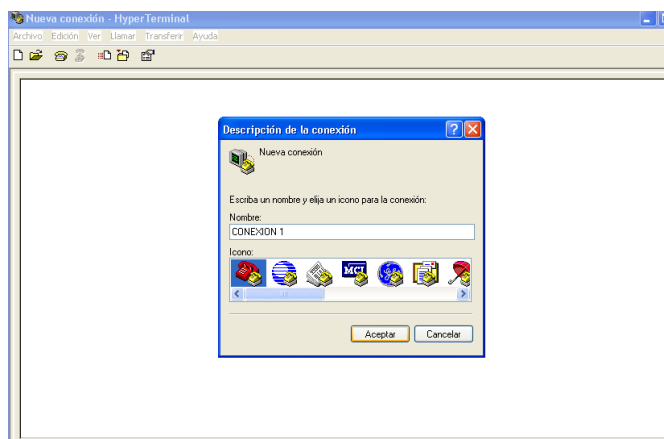 Nueva conexión - HyperTerminal
Archivo Edición Ver Llamar Transferir Ayuda
Descripción de la conexión
Nueva conexión
Escriba un nombre y elija un icono para la conexión:
Nombre:
CONEXION 1
Icono:
MCI
Aceptar Cancelar